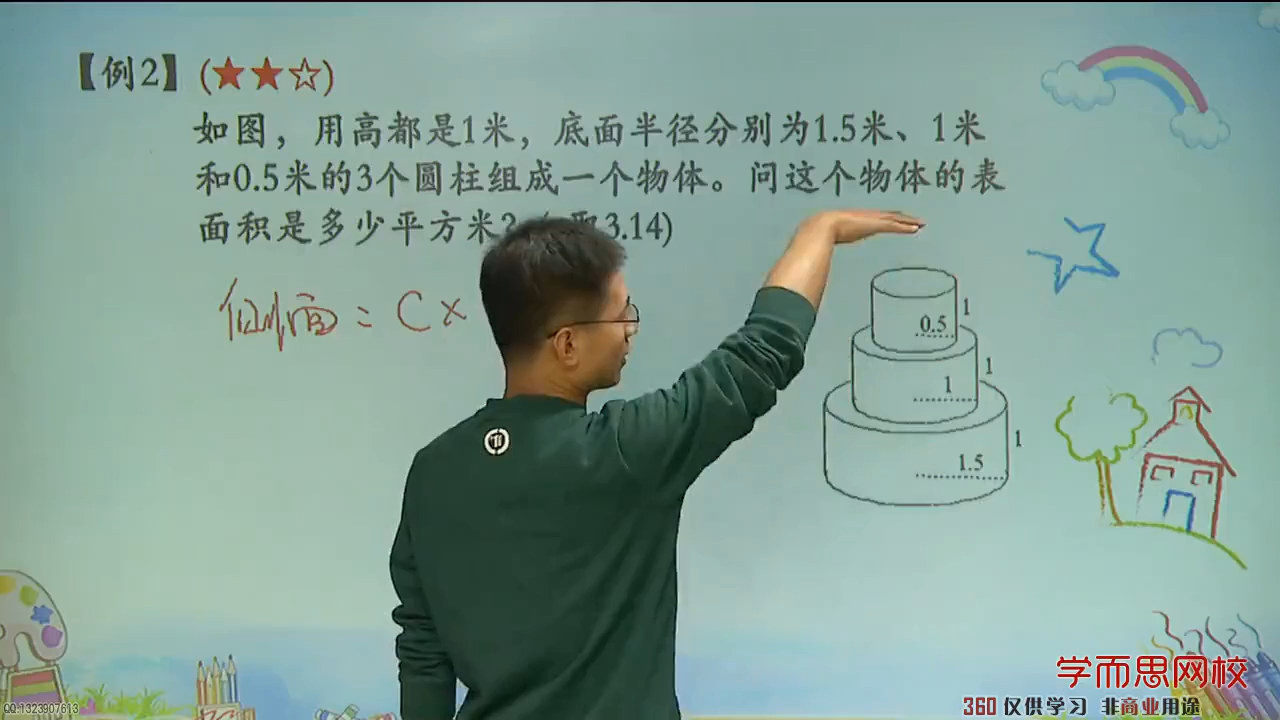 【例2】(★★☆)
如图，用高都是1米，底面半径分别为1.5米、1米
和0.5米的3个圆柱组成一个物体。问这个物体的表
面积是多少平方米? 取3.14)
侧面 = C ×
0.5
1
1
1
1.5
1
学而思网校
360 仅供学习 非商业用途
QQ:1323907613